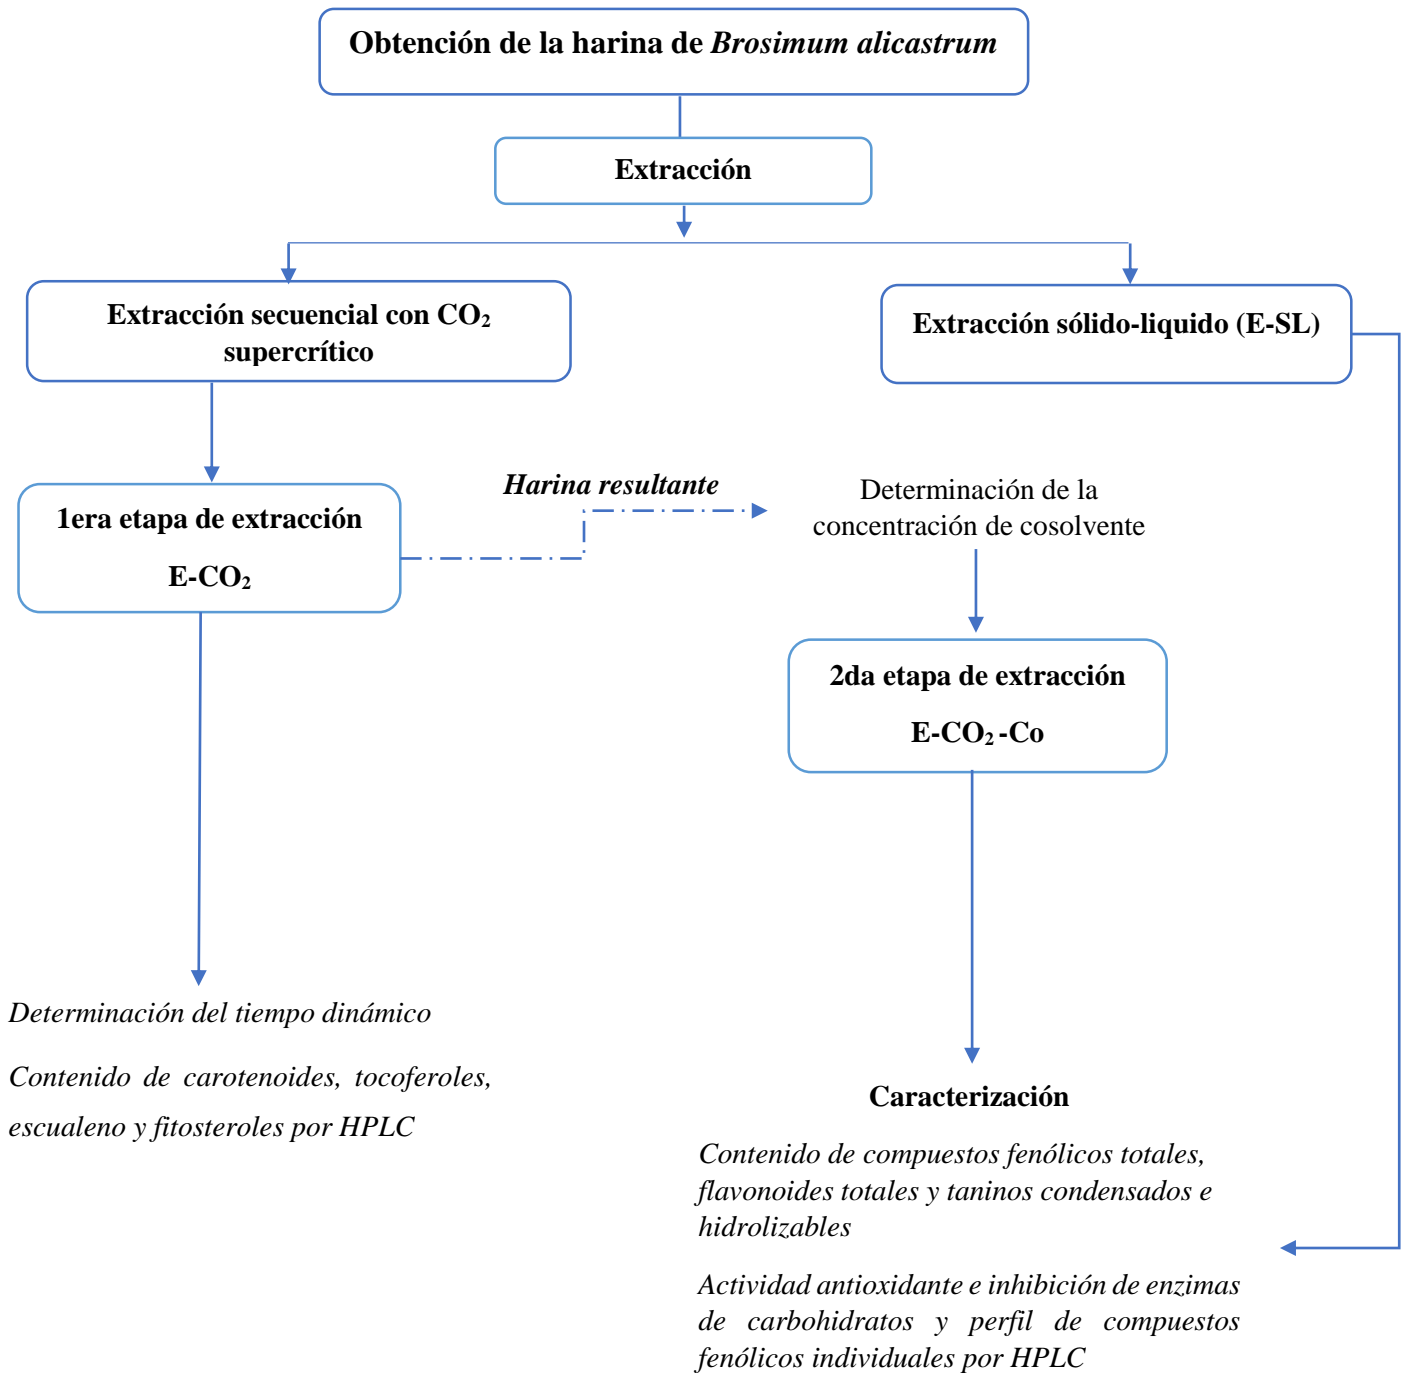 Obtención de la harina de Brosimum alicastrum
Extracción
Extracción secuencial con CO₂
supercrítico
Extracción sólido-liquido (E-SL)
1era etapa de extracción
E-CO₂
Harina resultante
Determinación de la
concentración de cosolvente
2da etapa de extracción
E-CO₂ -Co
Determinación del tiempo dinámico
Contenido de carotenoides, tocoferoles,
escualeno y fitosteroles por HPLC
Caracterización
Contenido de compuestos fenólicos totales,
flavonoides totales y taninos condensados e
hidrolizables
Actividad antioxidante e inhibición de enzimas
de carbohidratos y perfil de compuestos
fenólicos individuales por HPLC